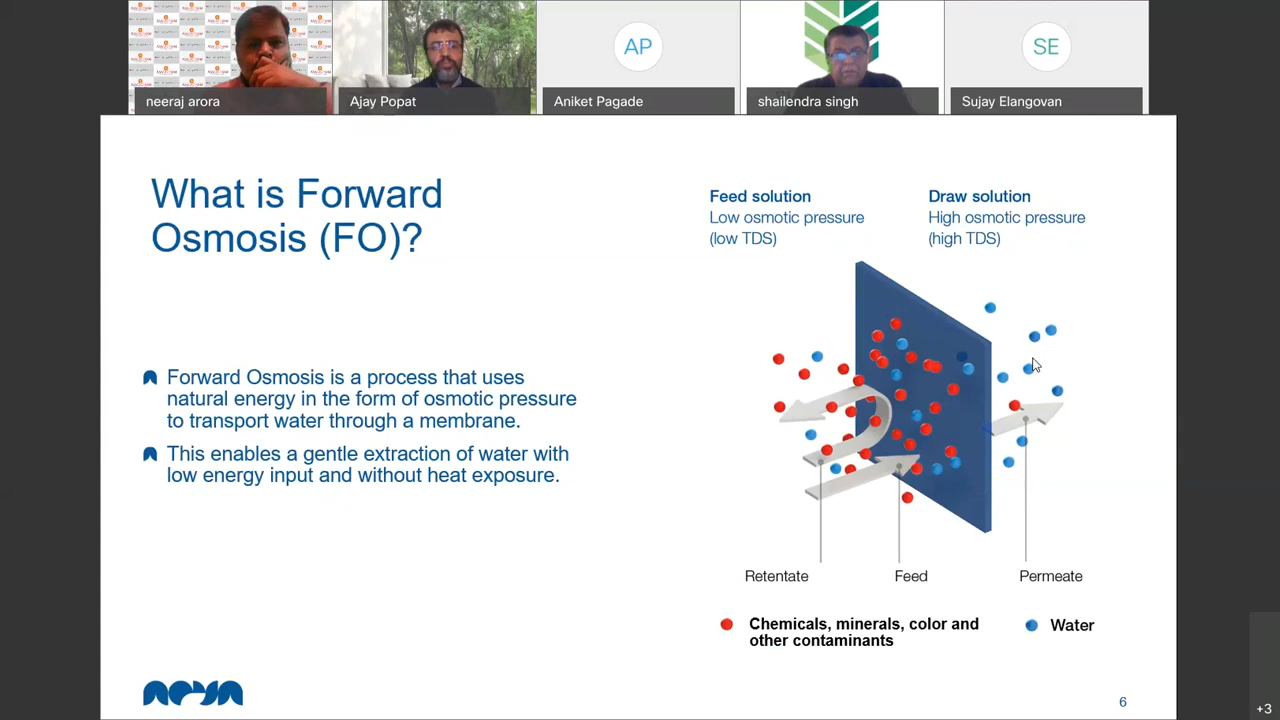 neeraj arora
Ajay Popat
AP
Aniket Pagade
shailendra singh
SE
Sujay Elangovan
What is Forward
Osmosis (FO)?
Forward Osmosis is a process that uses
natural energy in the form of osmotic pressure
to transport water through a membrane.
This enables a gentle extraction of water with
low energy input and without heat exposure.
Feed solution
Low osmotic pressure
(low TDS)
Draw solution
High osmotic pressure
(high TDS)
Retentate
Feed
Permeate
Chemicals, minerals, color and
other contaminants
Water
6
+3